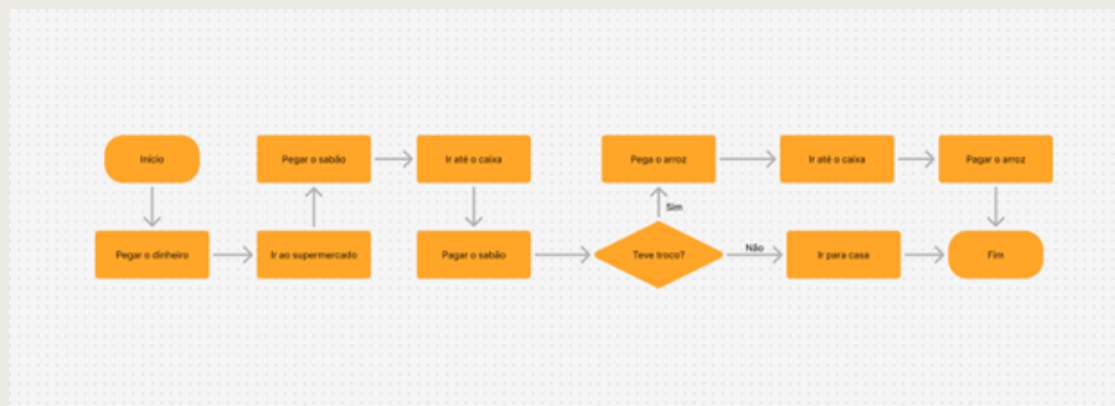 Início
Pegar o dinheiro
Ir ao supermercado
Pegar o sabão
Ir até o caixa
Pagar o sabão
Teve troco?
Sim
Pega o arroz
Ir até o caixa
Pagar o arroz
Não
Ir para casa
Fim